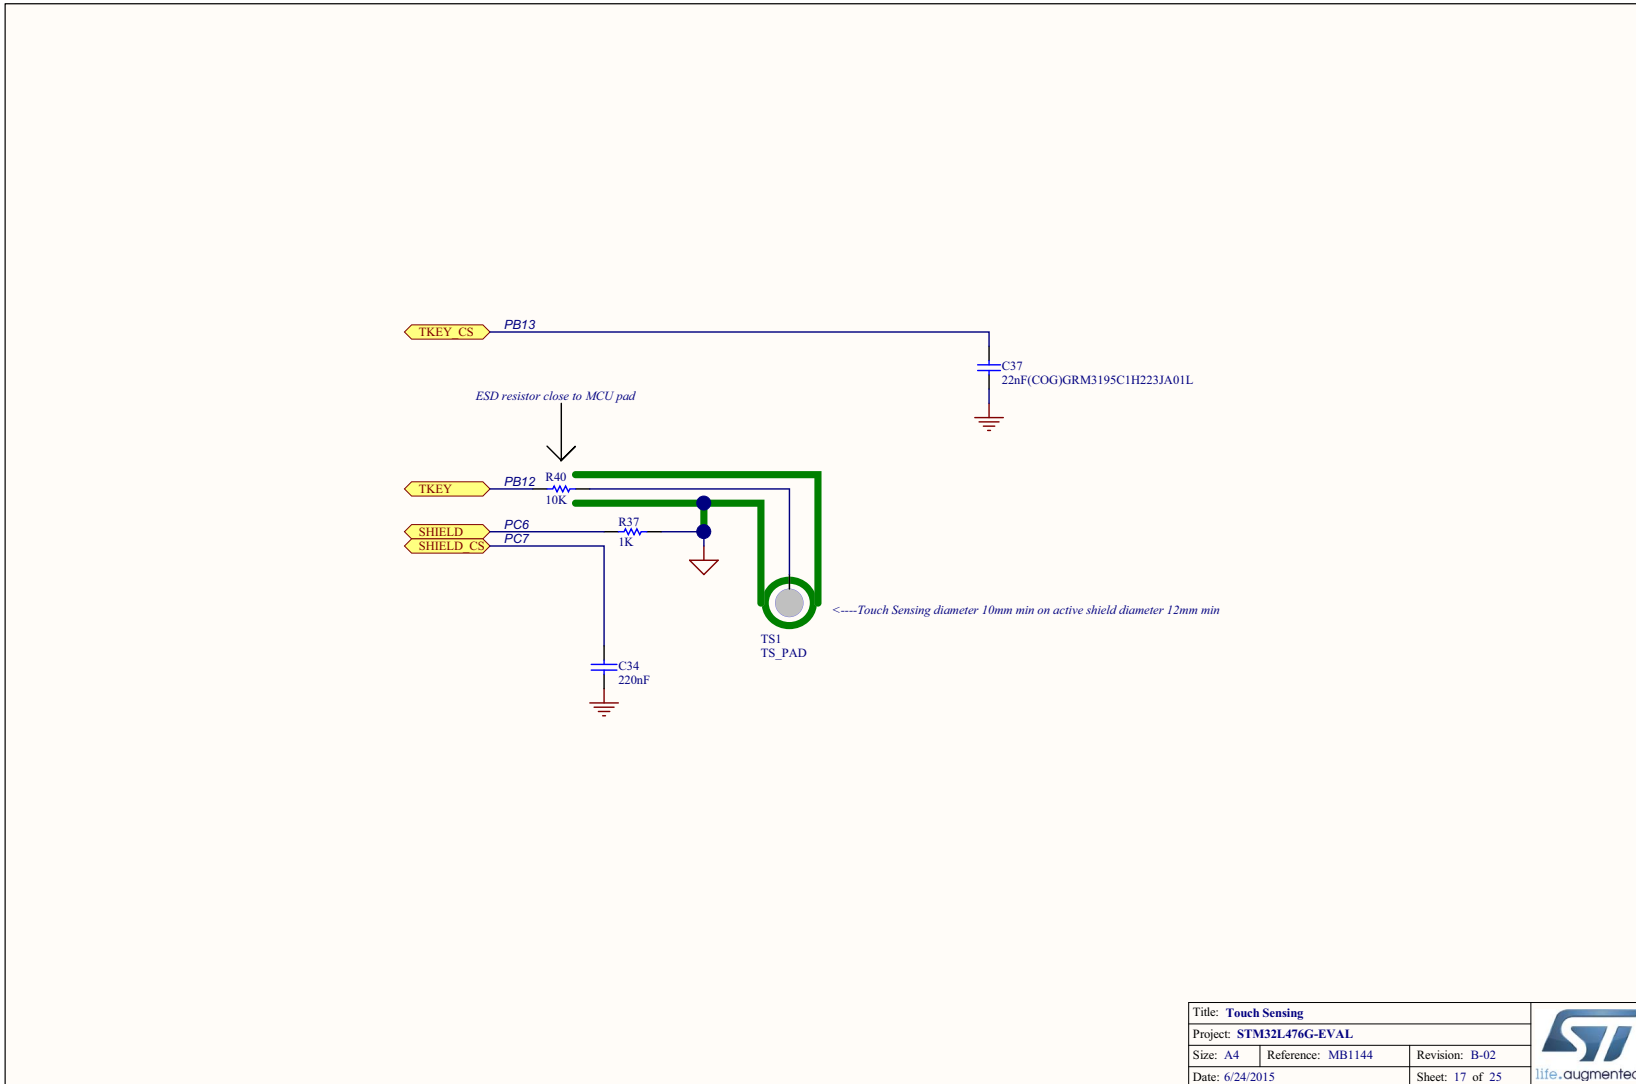 TKEY_CS PB13
C37
22nF(COG)GRM3195C1H223JA01L
ESD resistor close to MCU pad
TKEY PB12 R40
10K
SHIELD PC6 R37
1K
SHIELD_CS PC7
<----Touch Sensing diameter 10mm min on active shield diameter 12mm min
TS1
TS_PAD
C34
220nF
Title: Touch Sensing
Project: STM32L476G-EVAL
Size: A4 Reference: MB1144 Revision: B-02
Date: 6/24/2015 Sheet: 17 of 25
ST
life.augmented